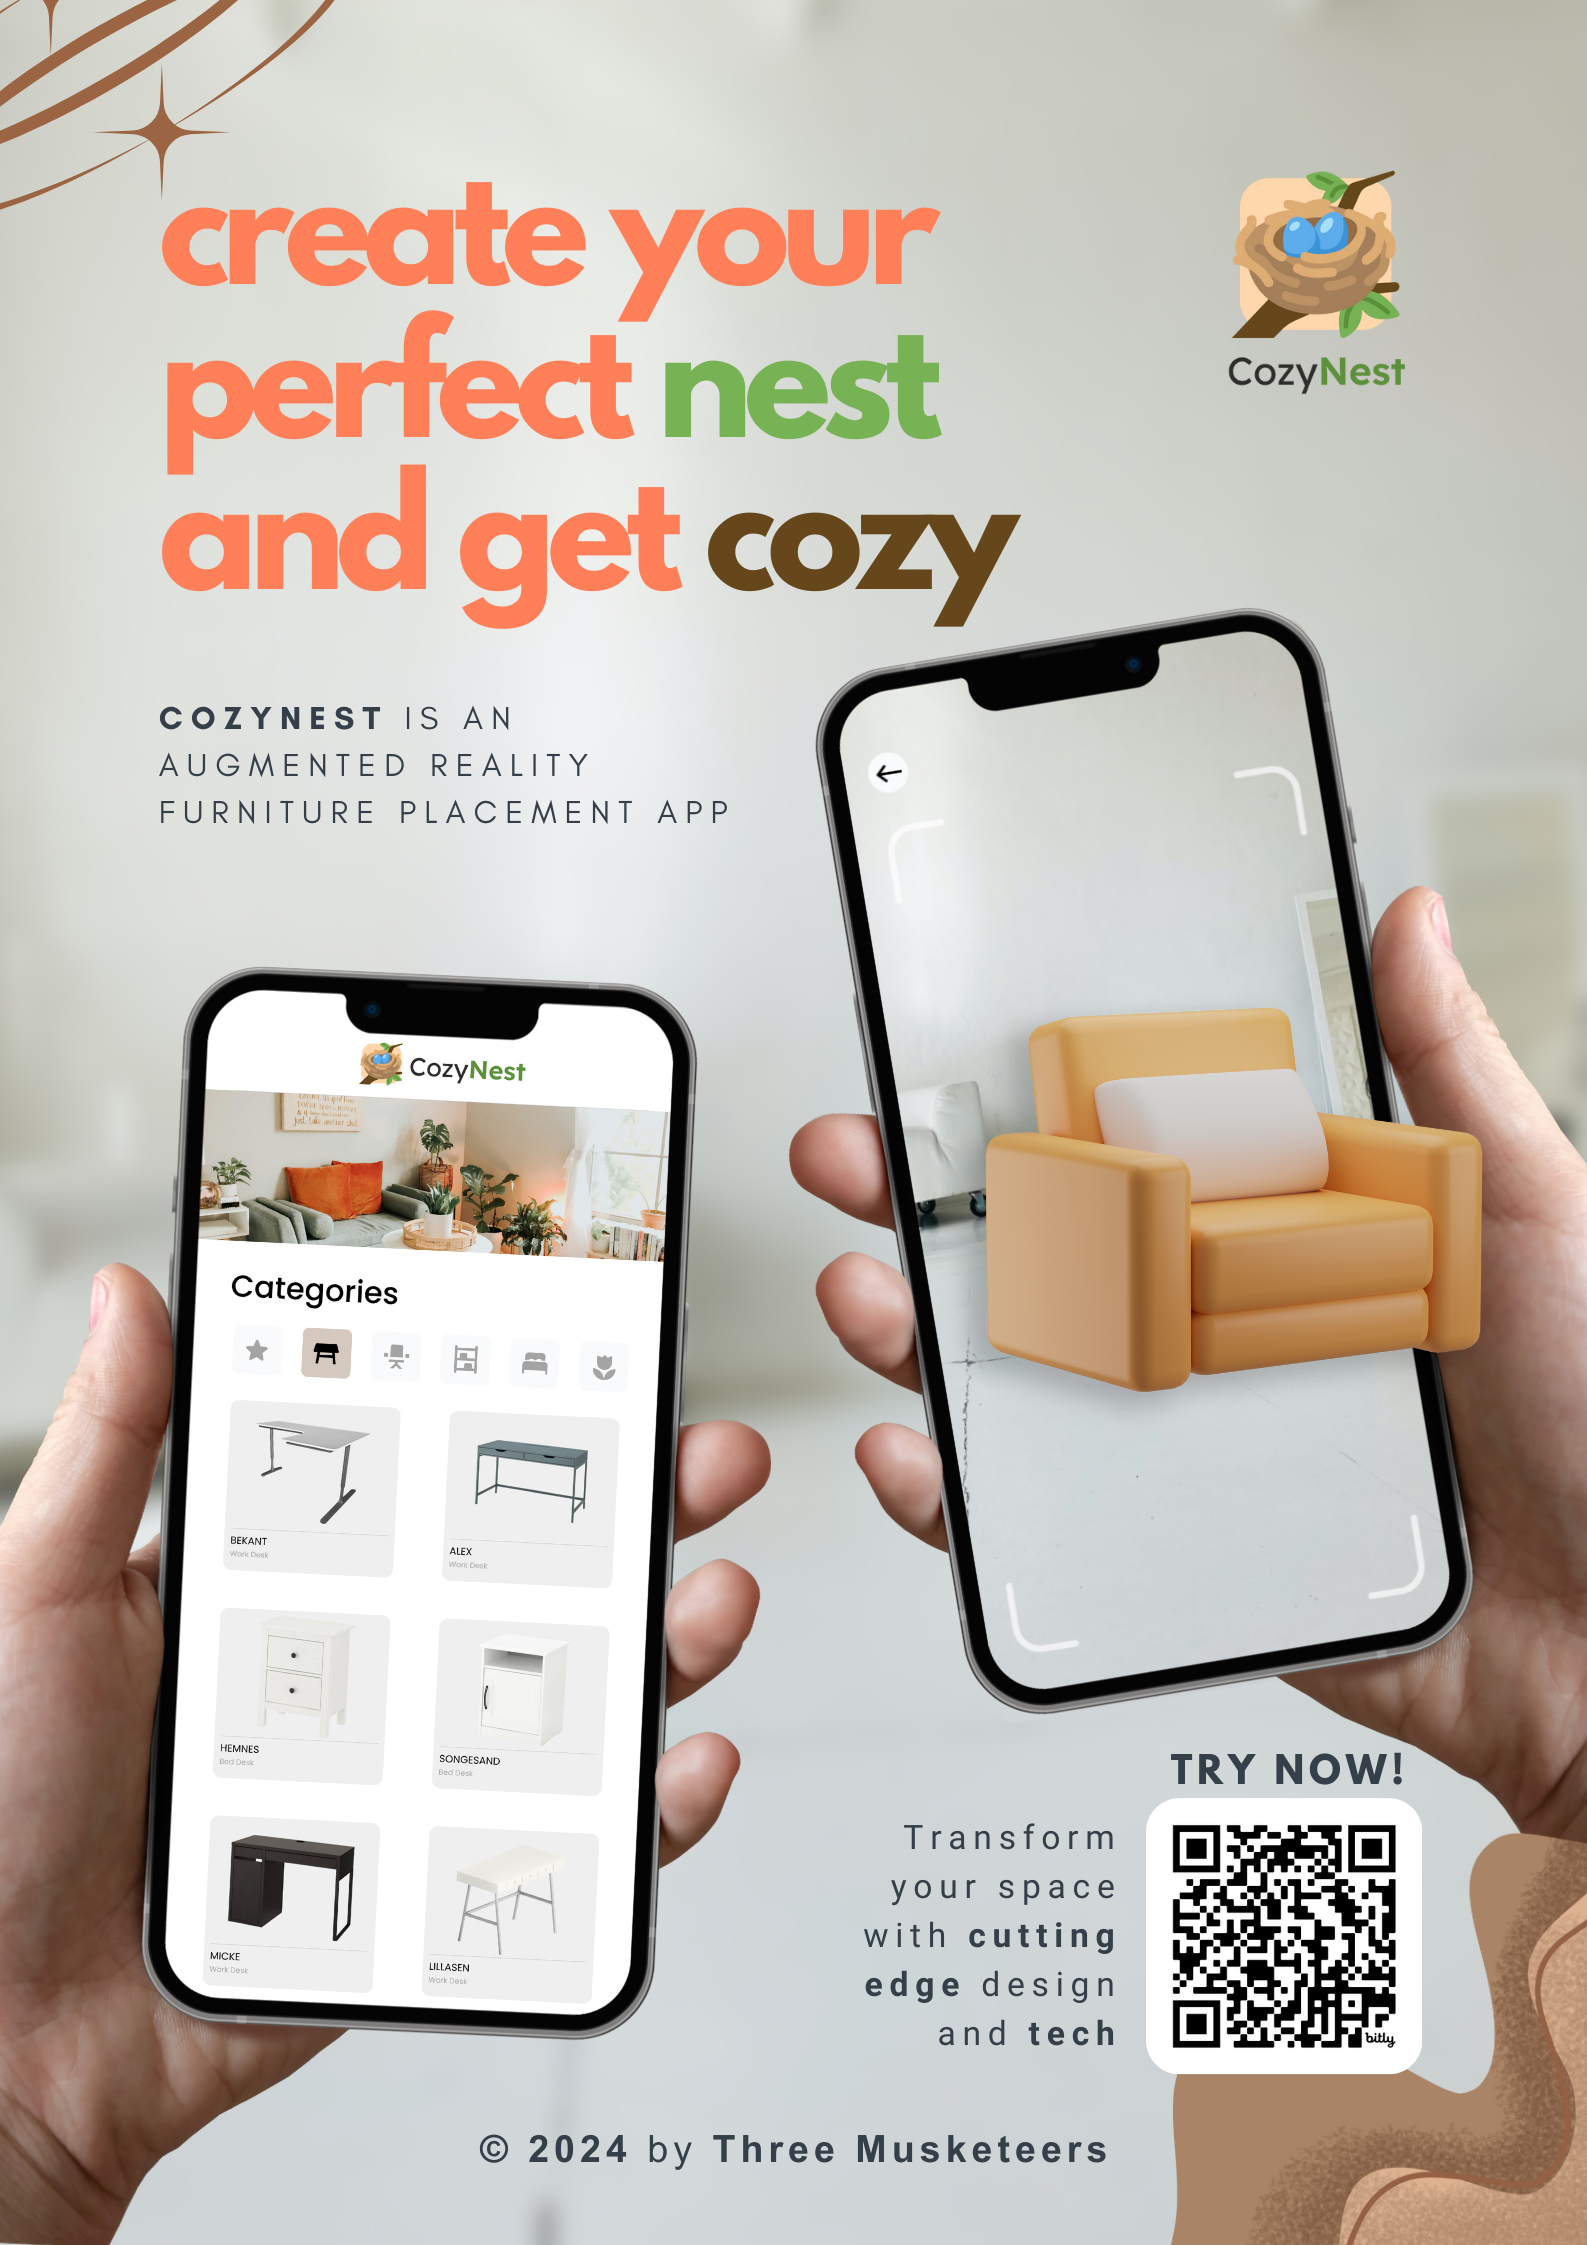 create your
perfect nest
and get cozy
CozyNest
COZYNEST IS AN
AUGMENTED REALITY
FURNITURE PLACEMENT APP
CozyNest
Categories
BEKANT
Work Desk
ALEX
Work Desk
HEMNES
Bed Desk
SONGESAND
Bed Desk
MICKE
Work Desk
LILLASEN
Work Desk
TRY NOW!
Transform
your space
with cutting
edge design
and tech
bitly
© 2024 by Three Musketeers